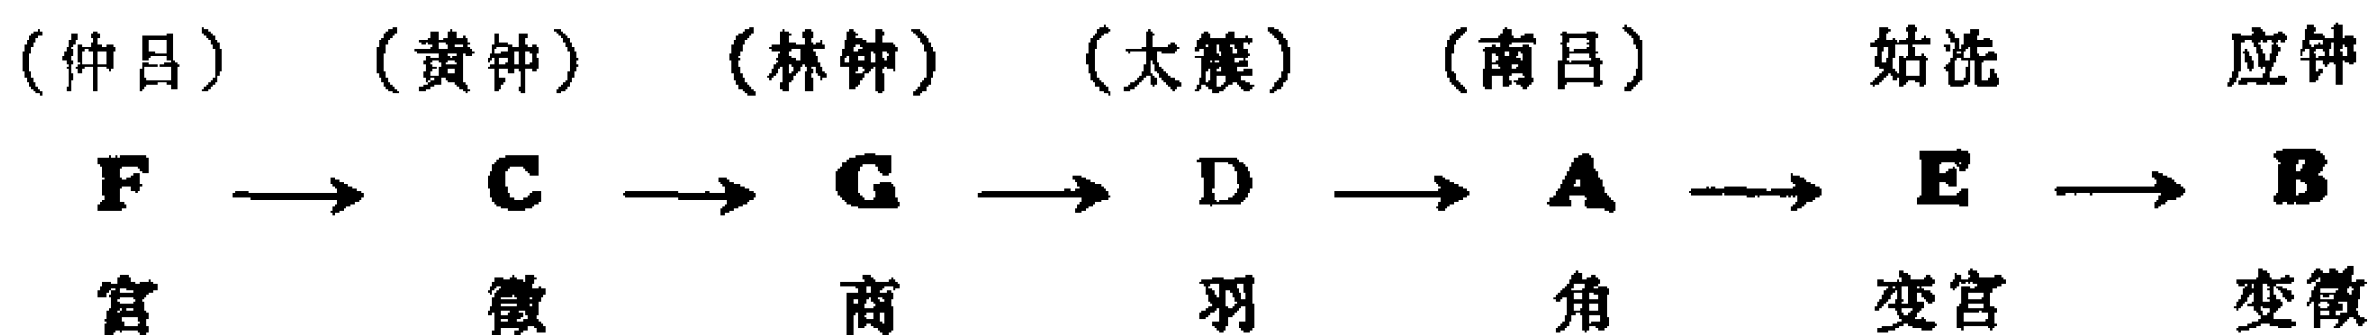 (仲吕) (黄钟) (林钟) (太簇) (南吕) 姑洗 应钟
F → C → G → D → A → E → B
宫 徵 商 羽 角 变宫 变徵